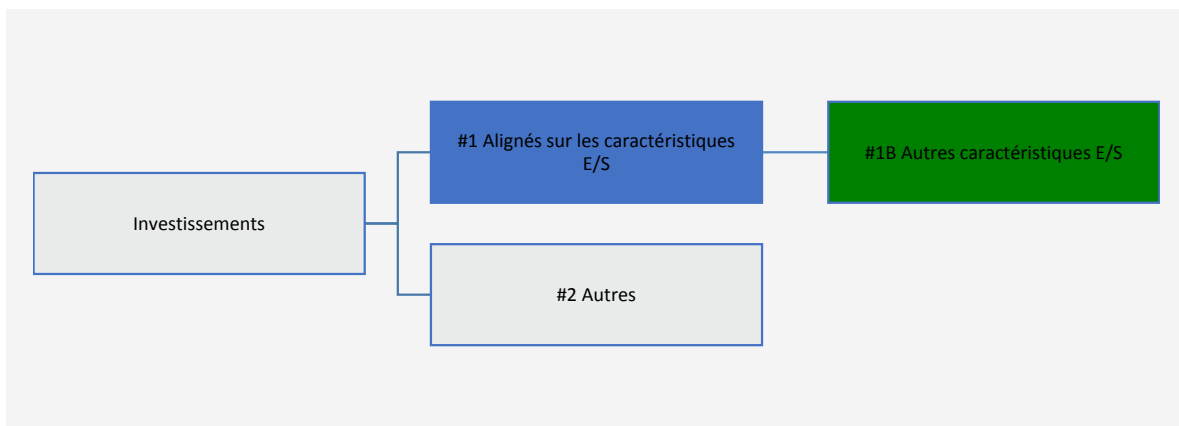 #1 Alignés sur les caractéristiques
E/S
#1B Autres caractéristiques E/S
Investissements
#2 Autres